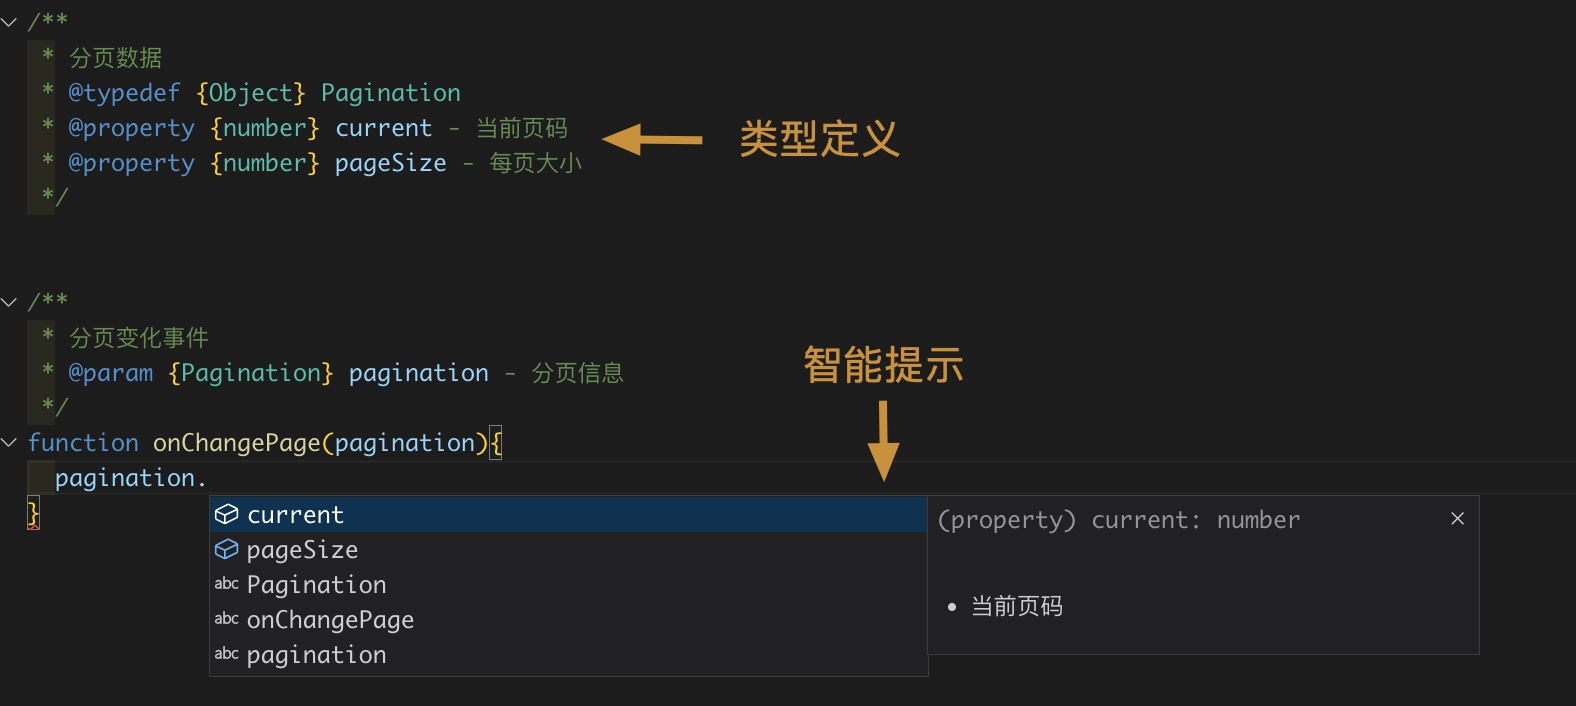 /**
* 分页数据
* @typedef {Object} Pagination
* @property {number} current - 当前页码
* @property {number} pageSize - 每页大小
*/
类型定义
/**
* 分页变化事件
* @param {Pagination} pagination - 分页信息
*/
智能提示
function onChangePage(pagination){
pagination.
}
current
pageSize
abc Pagination
abc onChangePage
abc pagination
(property) current: number
• 当前页码